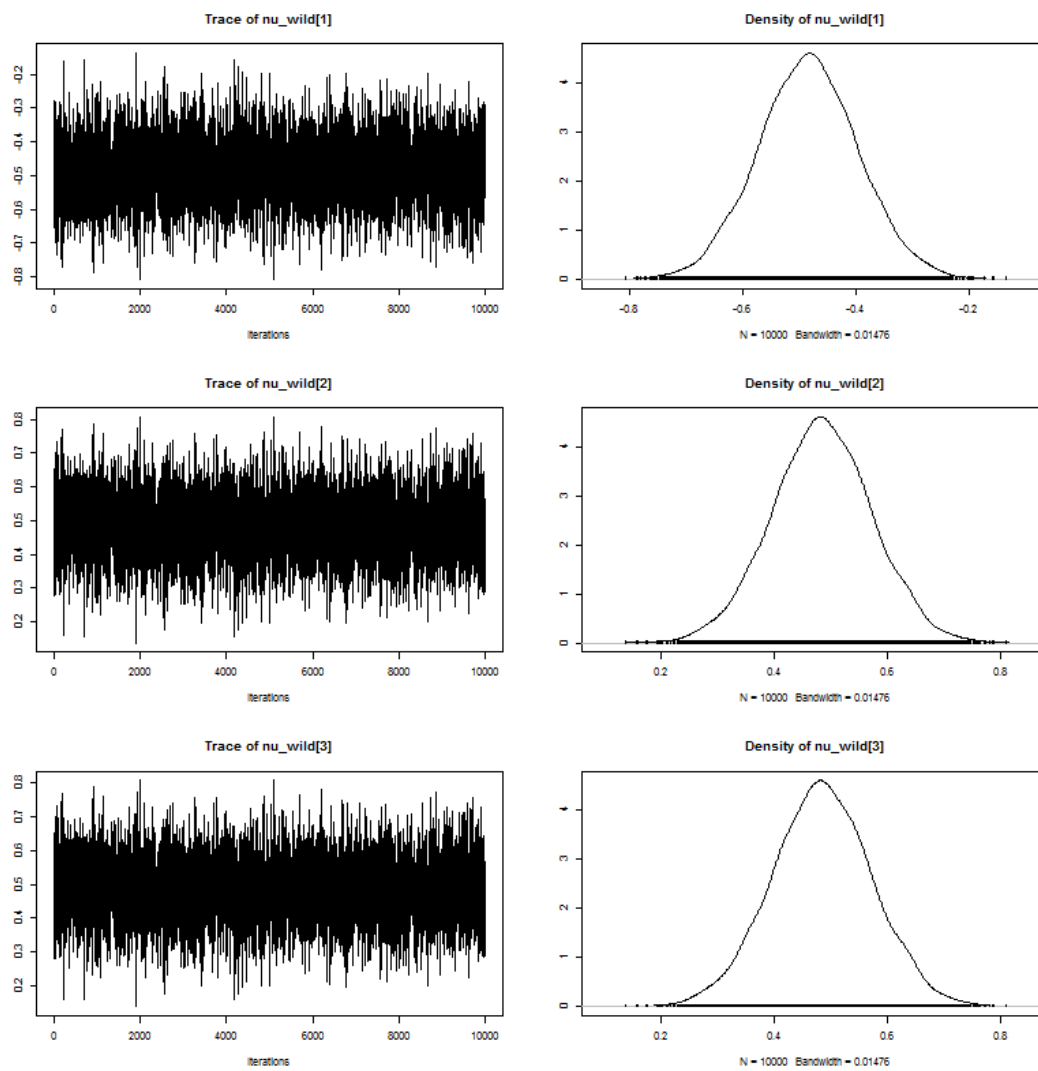 Trace of nu_wild[1]
-0.2
-0.3
-0.4
-0.5
-0.6
-0.7
-0.8
0 2000 4000 6000 8000 10000
Iterations
Density of nu_wild[1]
4
3
2
1
0
-0.8 -0.6 -0.4 -0.2
N = 10000 Bandwidth = 0.01476
Trace of nu_wild[2]
0.8
0.7
0.6
0.5
0.4
0.3
0.2
0 2000 4000 6000 8000 10000
Iterations
Density of nu_wild[2]
4
3
2
1
0
0.2 0.4 0.6 0.8
N = 10000 Bandwidth = 0.01476
Trace of nu_wild[3]
0.8
0.7
0.6
0.5
0.4
0.3
0.2
0 2000 4000 6000 8000 10000
Iterations
Density of nu_wild[3]
4
3
2
1
0
0.2 0.4 0.6 0.8
N = 10000 Bandwidth = 0.01476